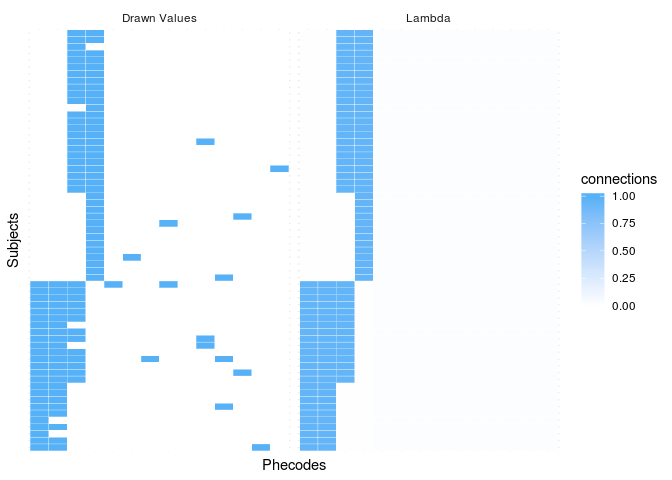 Drawn Values
Lambda
Subjects
Phecodes
connections
1.00
0.75
0.50
0.25
0.00